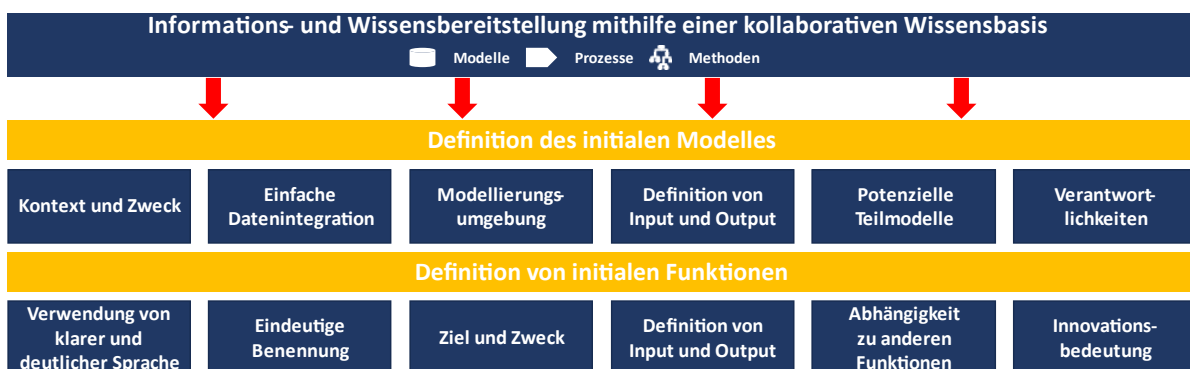 Informations- und Wissensbereitstellung mithilfe einer kollaborativen Wissensbasis
Modelle Prozesse Methoden
Definition des initialen Modelles
Kontext und Zweck
Einfache
Datenintegration
Modellierungs-
umgebung
Definition von
Input und Output
Potenzielle
Teilmodelle
Verantwort-
lichkeiten
Definition von initialen Funktionen
Verwendung von
klarer und
deutlicher Sprache
Eindeutige
Benennung
Ziel und Zweck
Definition von
Input und Output
Abhängigkeit
zu anderen
Funktionen
Innovations-
bedeutung